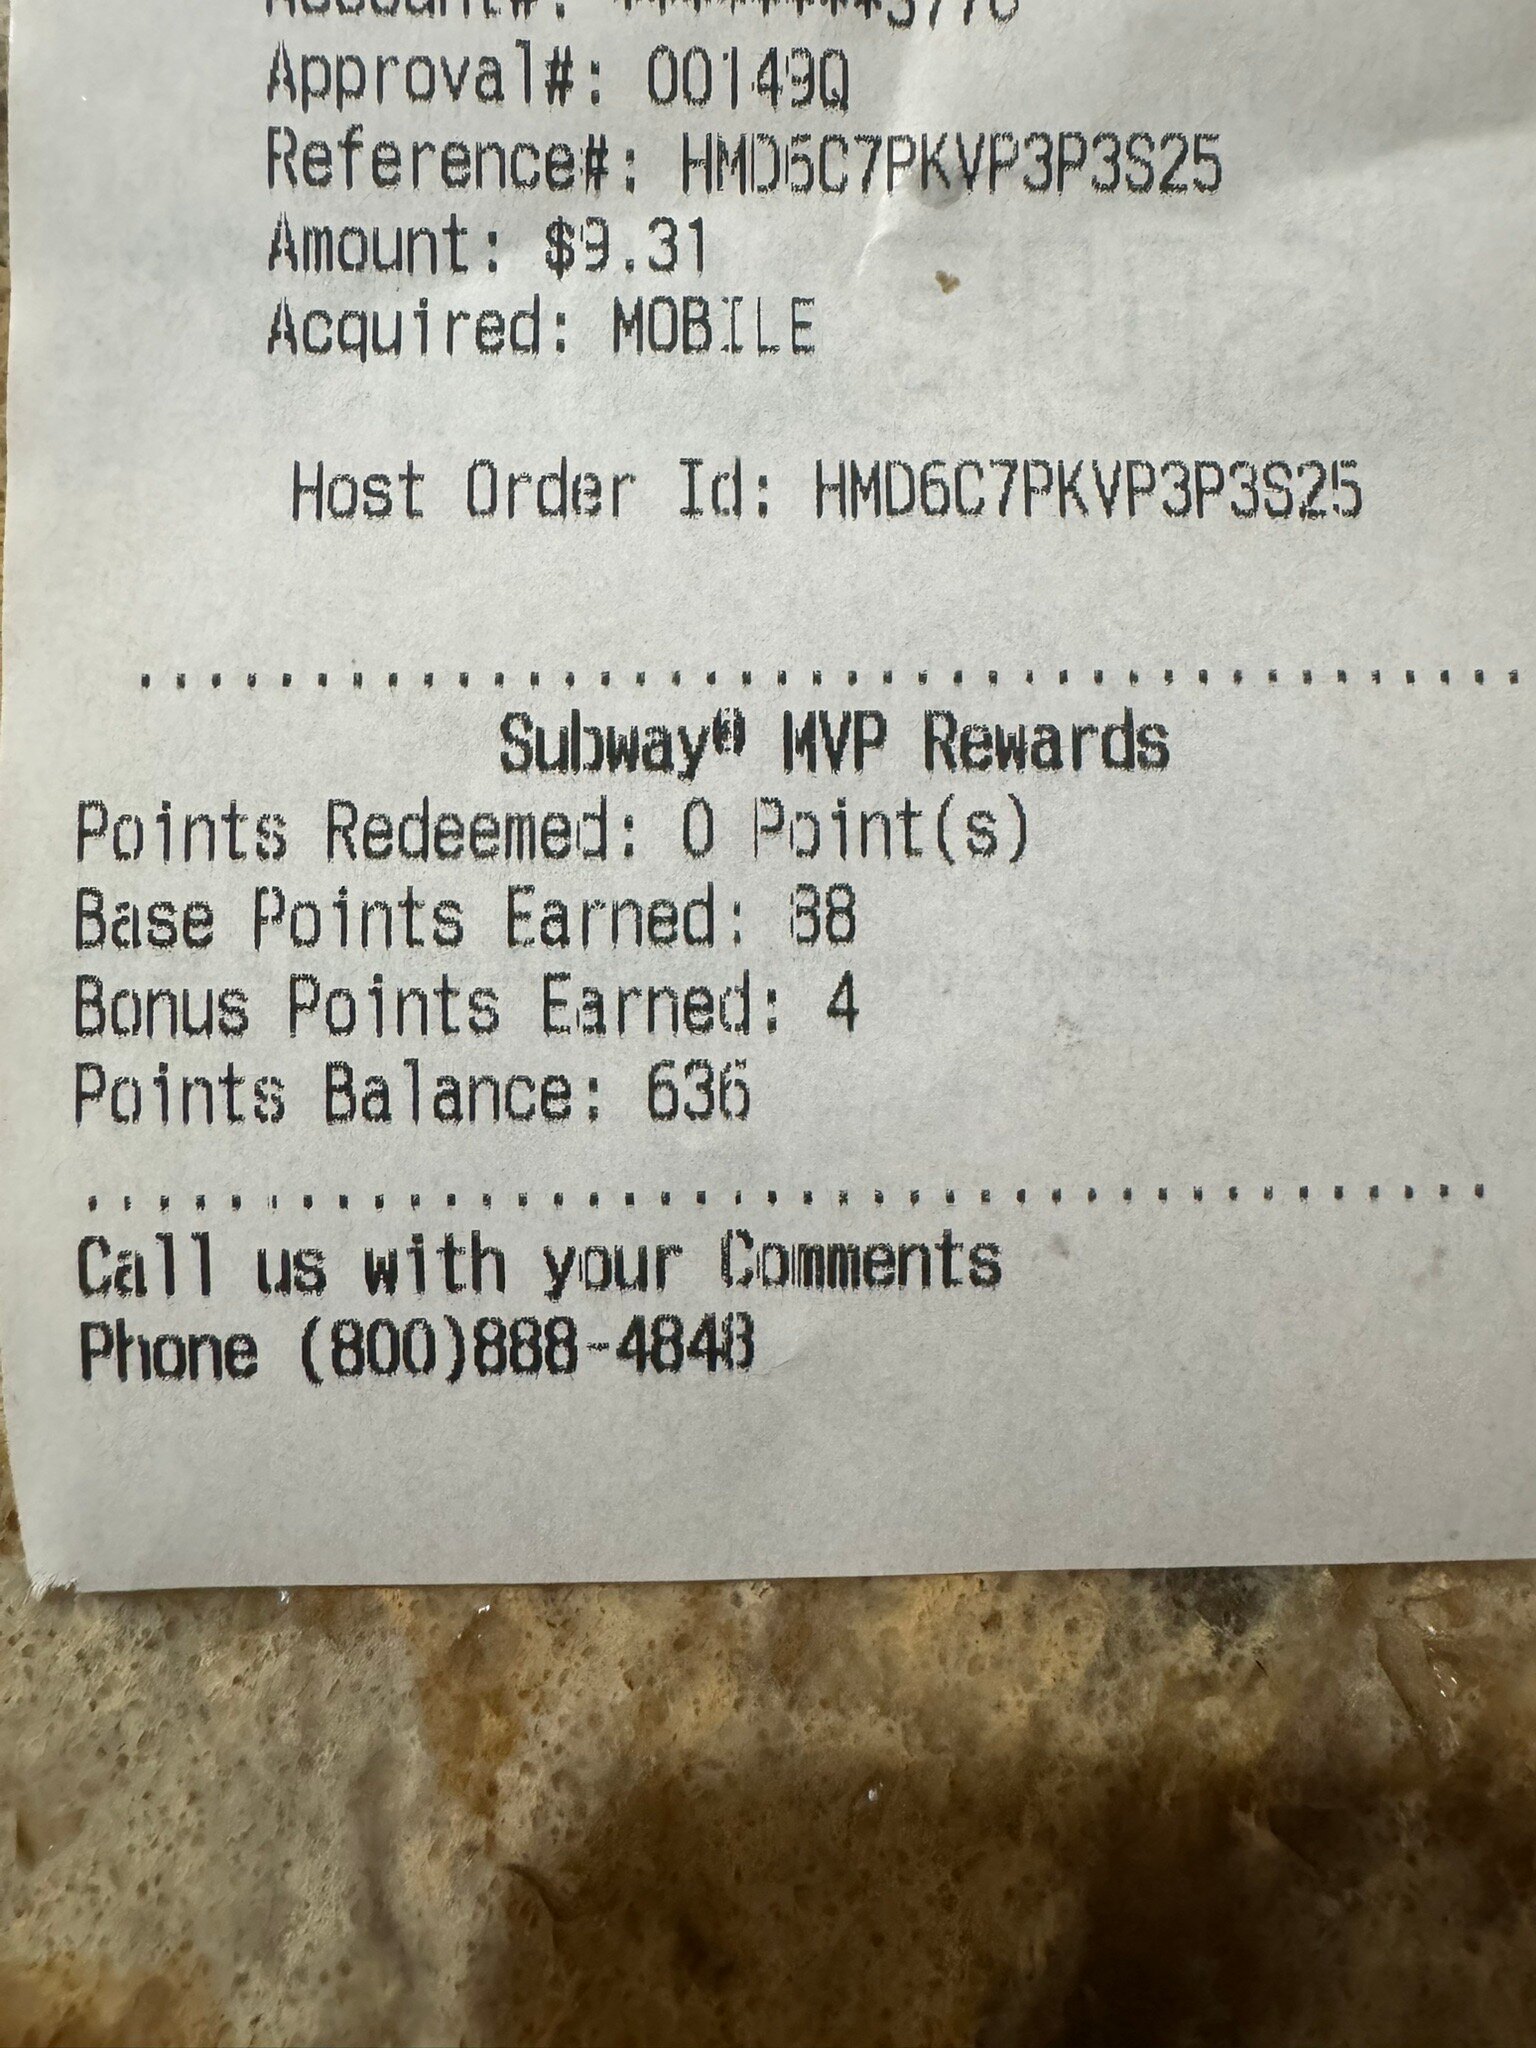 Approval#: 00149Q
Reference#: HMD6C7PKVP3P3S25
Amount: $9.31
Acquired: MOBILE
Host Order Id: HMD6C7PKVP3P3S25
Subway® MVP Rewards
Points Redeemed: 0 Point(s)
Base Points Earned:
Bonus Points Earned: 4
Points Balance: 636
Call us with your Comments
Phone (800)888-4848